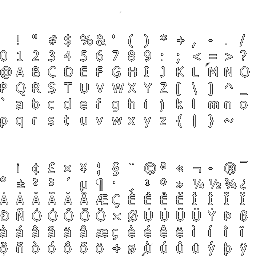 ! " # $ % & ' ( ) * + , - . /
0 1 2 3 4 5 6 7 8 9 : ; < = > ?
@ A B C D E F G H I J K L M N O
P Q R S T U V W X Y Z [ \ ] ^ _
` a b c d e f g h i j k l m n o
p q r s t u v w x y z { | } ~
¡ ¢ £ ¤ ¥ ¦ § ¨ © ª « ¬ - ® ¯
° ± ² ³ ´ µ ¶ · ¸ ¹ º » ¼ ½ ¾ ¿
À Á Â Ã Ä Å Æ Ç È É Ê Ë Ì Í Î Ï
Ð Ñ Ò Ó Ô Õ Ö × Ø Ù Ú Û Ü Ý Þ ß
à á â ã ä å æ ç è é ê ë ì í î ï
ð ñ ò ó ô õ ö ÷ ø ù ú û ü ý þ ÿ